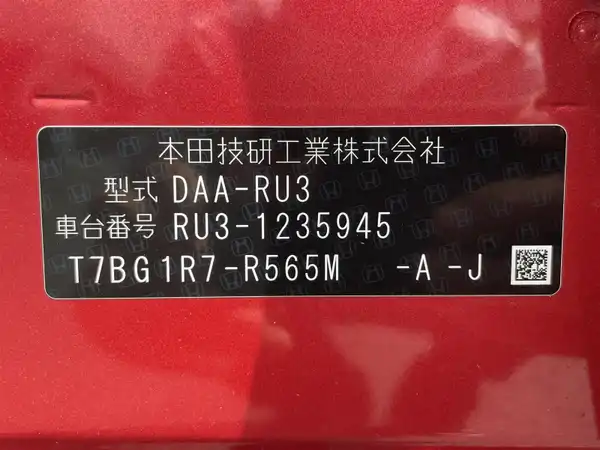 本田技研工業株式会社
型式 DAA-RU3
車台番号 RU3-1235945
T7BG1R7-R565M -A -J